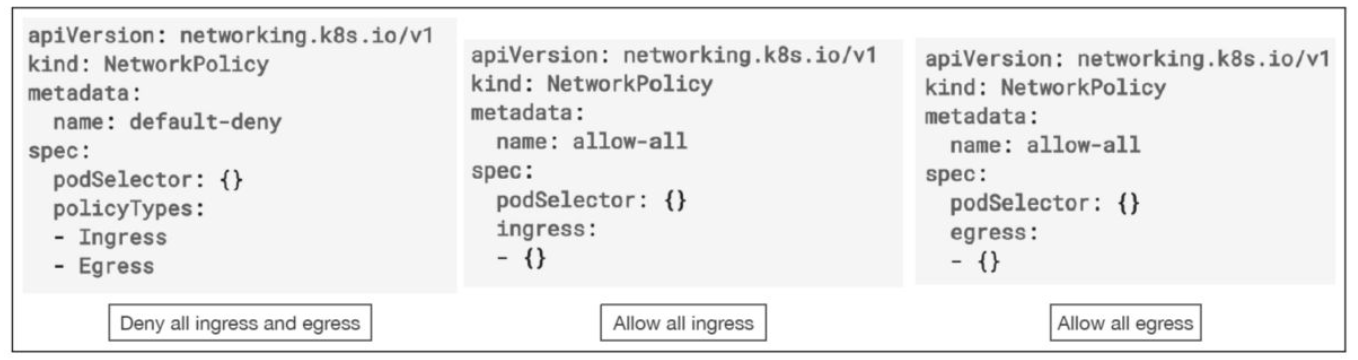 apiVersion: networking.k8s.io/v1
kind: NetworkPolicy
metadata:
  name: default-deny
spec:
  podSelector: {}
  policyTypes:
  - Ingress
  - Egress
Deny all ingress and egress
apiVersion: networking.k8s.io/v1
kind: NetworkPolicy
metadata:
  name: allow-all
spec:
  podSelector: {}
  ingress:
  - {}
Allow all ingress
apiVersion: networking.k8s.io/v1
kind: NetworkPolicy
metadata:
  name: allow-all
spec:
  podSelector: {}
  egress:
  - {}
Allow all egress